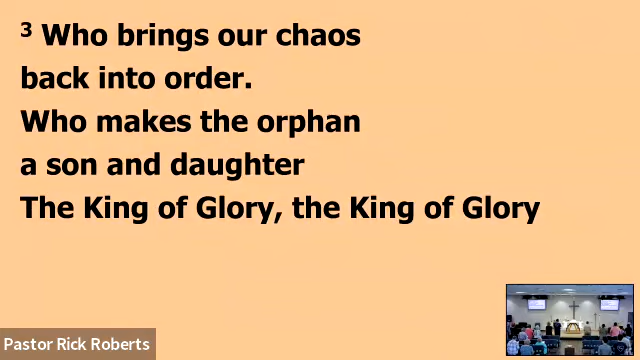 ³ Who brings our chaos
back into order.
Who makes the orphan
a son and daughter
The King of Glory, the King of Glory
Pastor Rick Roberts